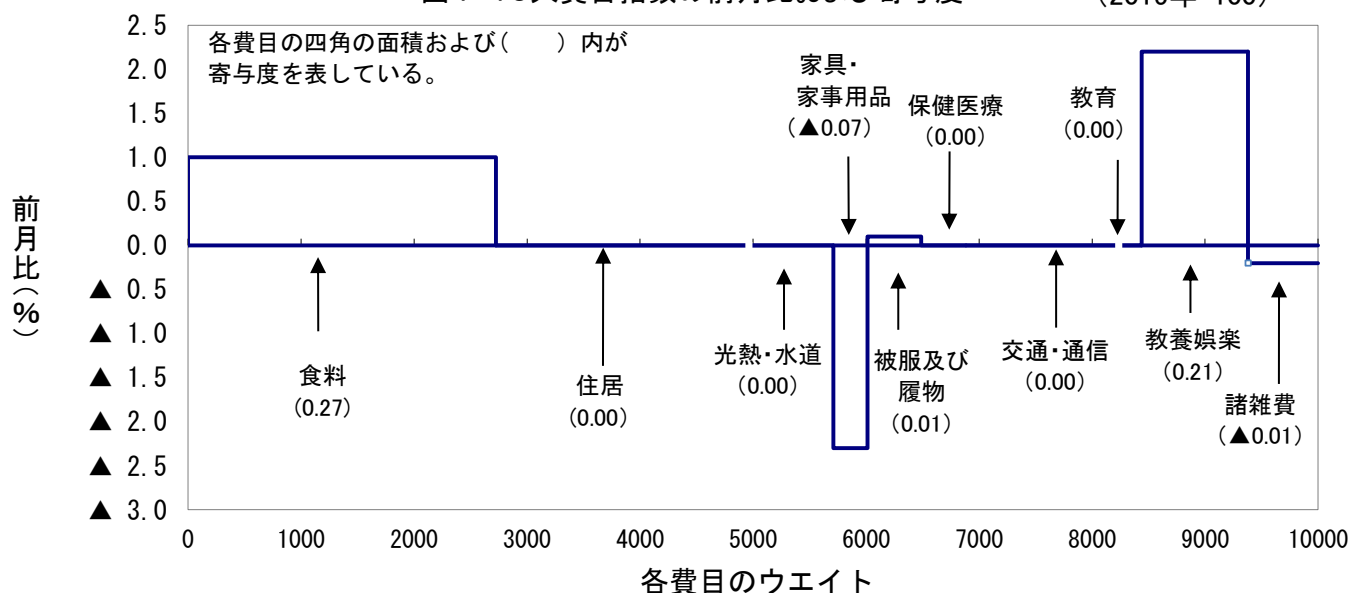 (2010年=100)
各費目の四角の面積および(　　)内が
寄与度を表している。
前月比(%)
2.5
2.0
1.5
1.0
0.5
0.0
▲ 0.5
▲ 1.0
▲ 1.5
▲ 2.0
▲ 2.5
▲ 3.0
食料
(0.27)
住居
(0.00)
光熱・水道
(0.00)
家具・
家事用品
(▲0.07)
被服及び
履物
(0.01)
保健医療
(0.00)
交通・通信
(0.00)
教育
(0.00)
教養娯楽
(0.21)
諸雑費
(▲0.01)
0 1000 2000 3000 4000 5000 6000 7000 8000 9000 10000
各費目のウエイト